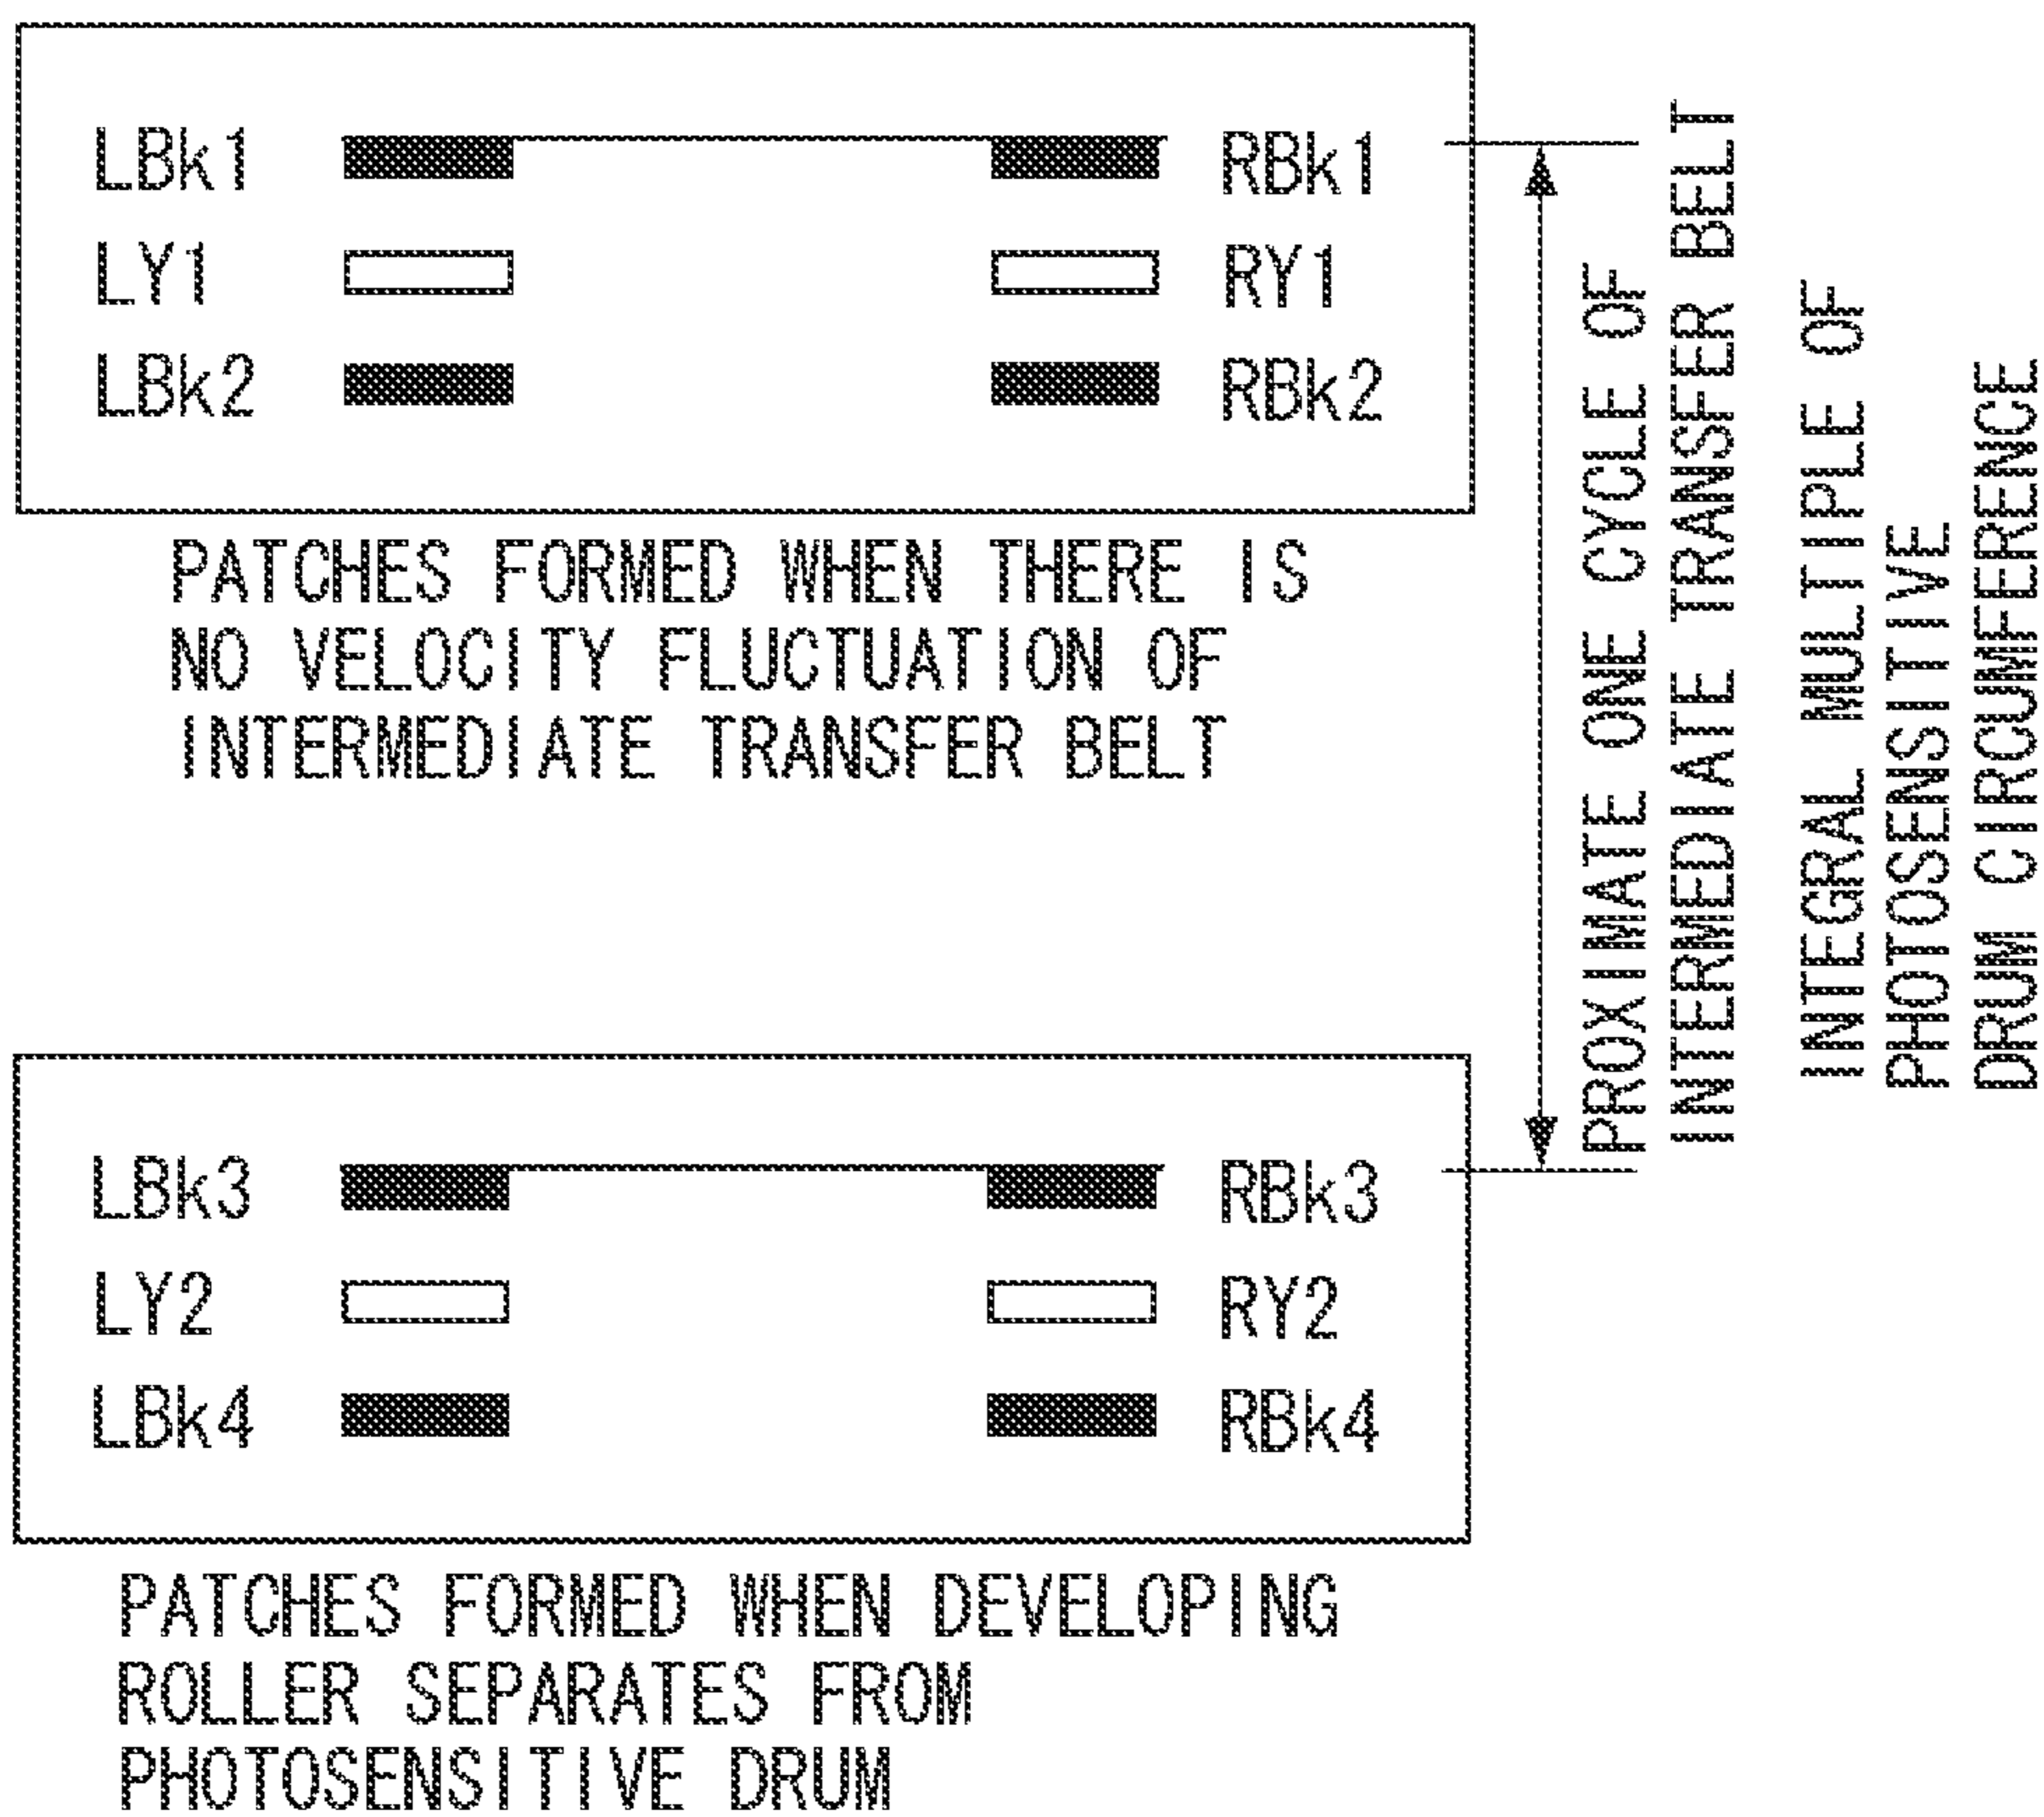 LBk1 RBk1
LY1 RY1
LBk2 RBk2
PATCHES FORMED WHEN THERE IS
NO VELOCITY FLUCTUATION OF
INTERMEDIATE TRANSFER BELT
PROXIMATE ONE CYCLE OF
INTERMEDIATE TRANSFER BELT
INTEGRAL MULTIPLE OF
PHOTOSENSITIVE
DRUM CIRCUMFERENCE
LBk3 RBk3
LY2 RY2
LBk4 RBk4
PATCHES FORMED WHEN DEVELOPING
ROLLER SEPARATES FROM
PHOTOSENSITIVE DRUM